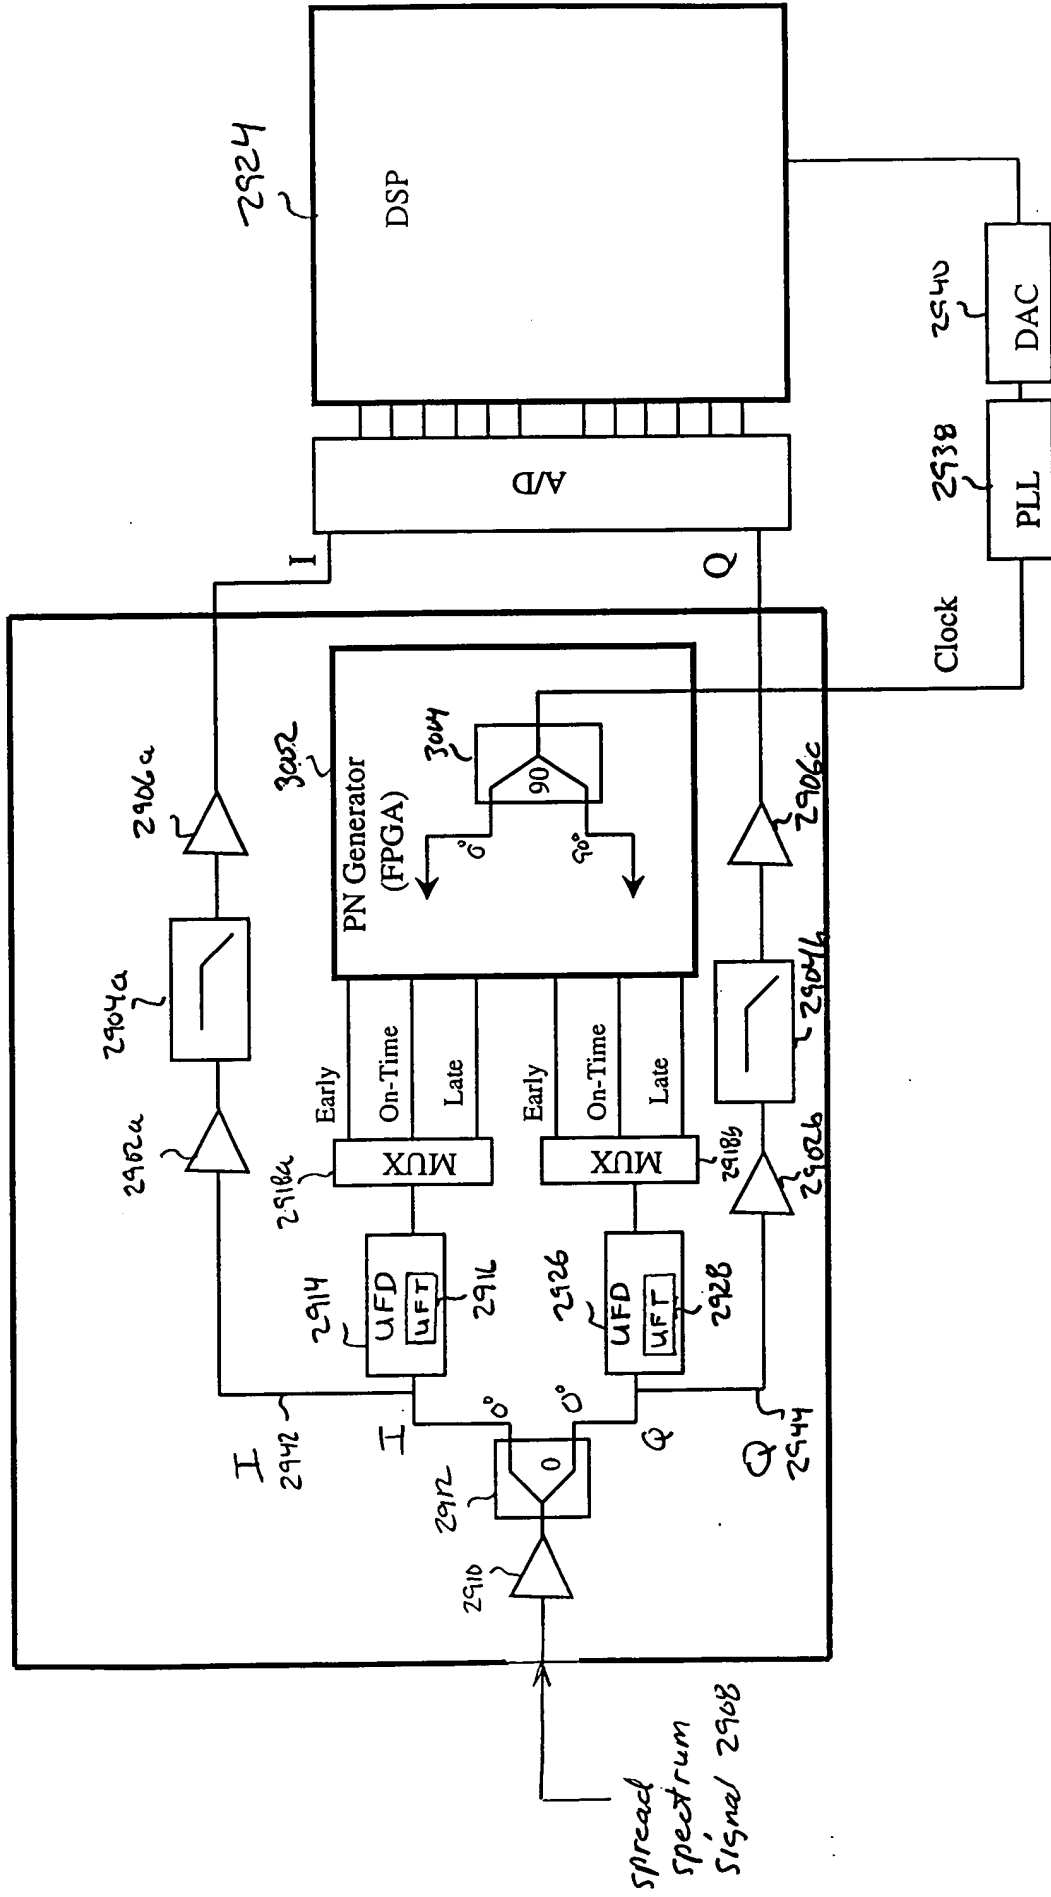 2924
DSP
2940
DAC
2938
PLL
Clock
A/D
I
Q
2906a
2904a
2902a
3002
PN Generator
(FPGA)
3004
90
0°
90°
2906c
2904b
2902b
Early
On-Time
Late
Early
On-Time
Late
MUX
2918a
MUX
2918b
2914
UFD
UFT
2916
2926
UFD
UFT
2928
I
2942
I
0°
0°
Q
Q
2944
2912
0
2910
spread
spectrum
signal 2908